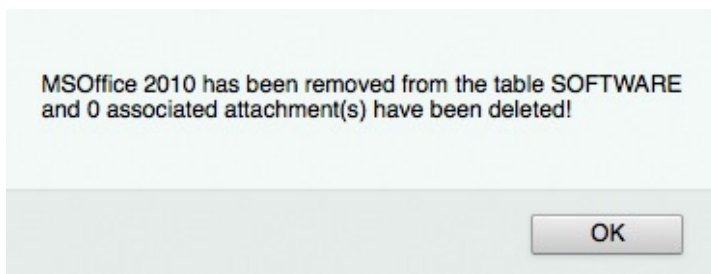 MSOffice 2010 has been removed from the table SOFTWARE
and 0 associated attachment(s) have been deleted!
OK